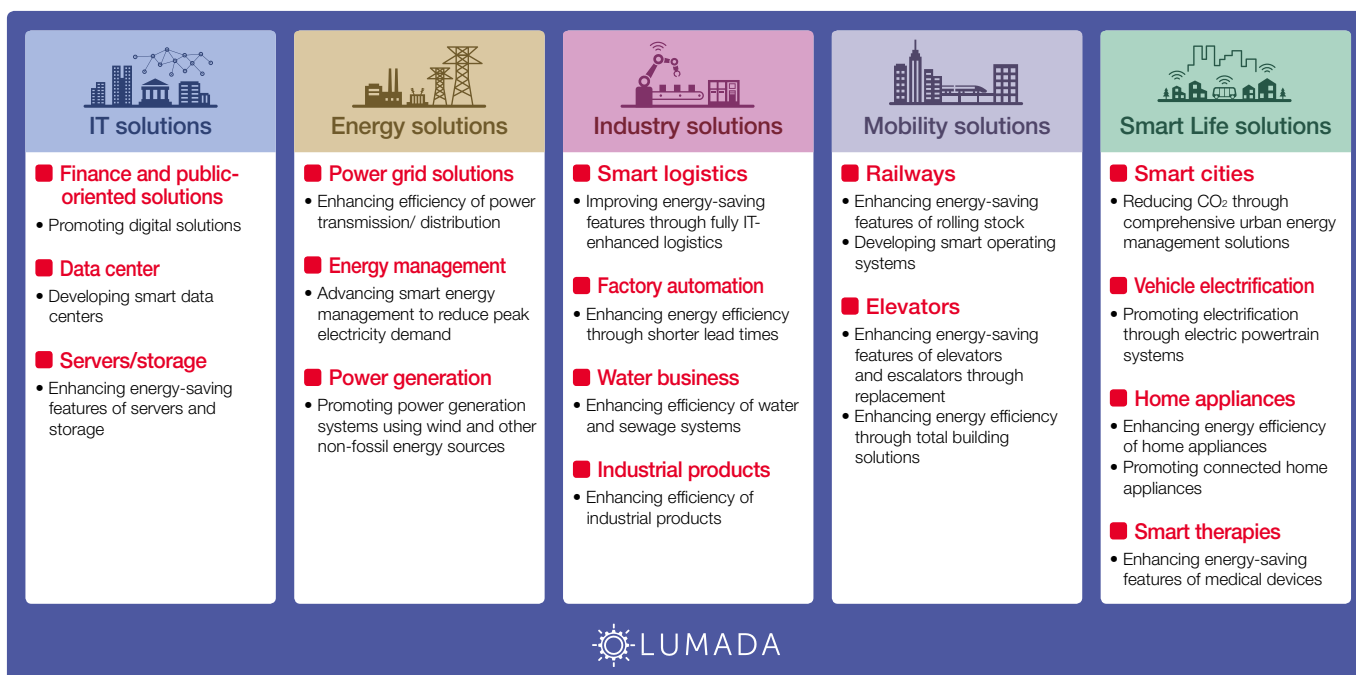 IT solutions
Finance and public-
oriented solutions
• Promoting digital solutions
Data center
• Developing smart data
centers
Servers/storage
• Enhancing energy-saving
features of servers and
storage
Energy solutions
Power grid solutions
• Enhancing efficiency of power
transmission/ distribution
Energy management
• Advancing smart energy
management to reduce peak
electricity demand
Power generation
• Promoting power generation
systems using wind and other
non-fossil energy sources
Industry solutions
Smart logistics
• Improving energy-saving
features through fully IT-
enhanced logistics
Factory automation
• Enhancing energy efficiency
through shorter lead times
Water business
• Enhancing efficiency of water
and sewage systems
Industrial products
• Enhancing efficiency of
industrial products
Mobility solutions
Railways
• Enhancing energy-saving
features of rolling stock
• Developing smart operating
systems
Elevators
• Enhancing energy-saving
features of elevators
and escalators through
replacement
• Enhancing energy efficiency
through total building
solutions
Smart Life solutions
Smart cities
• Reducing CO₂ through
comprehensive urban energy
management solutions
Vehicle electrification
• Promoting electrification
through electric powertrain
systems
Home appliances
• Enhancing energy efficiency
of home appliances
• Promoting connected home
appliances
Smart therapies
• Enhancing energy-saving
features of medical devices
LUMADA